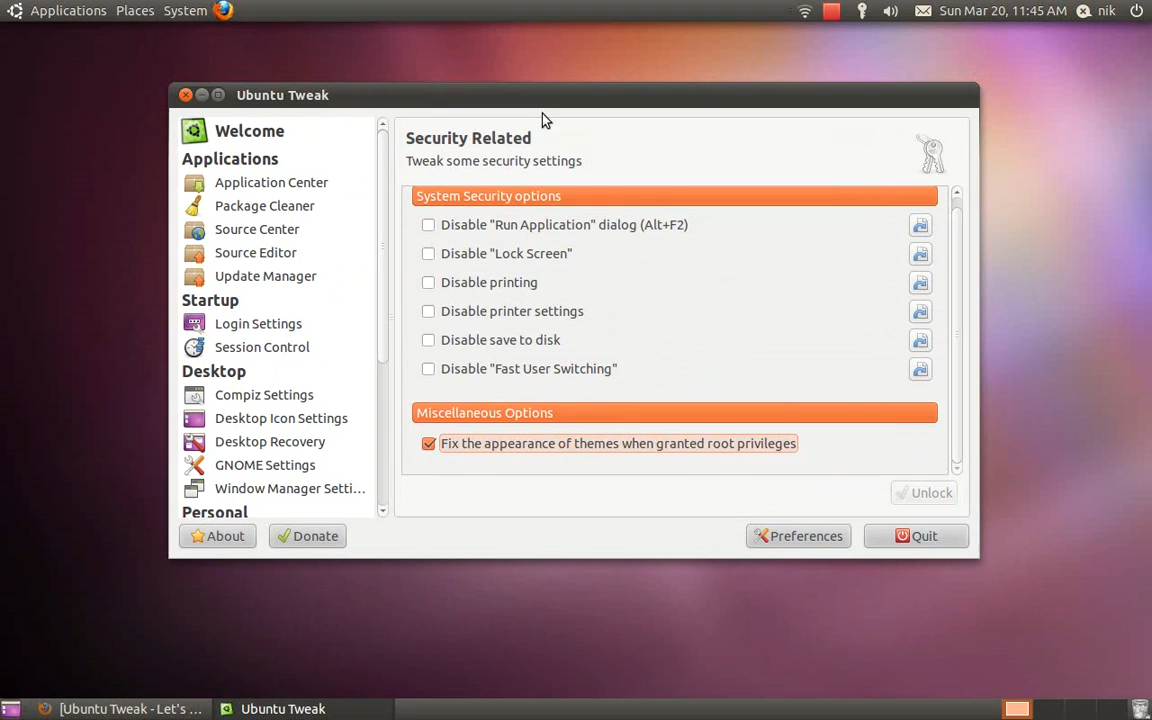 Applications Places System Sun Mar 20, 11:45 AM nik
Ubuntu Tweak
Welcome
Applications
Application Center
Package Cleaner
Source Center
Source Editor
Update Manager
Startup
Login Settings
Session Control
Desktop
Compiz Settings
Desktop Icon Settings
Desktop Recovery
GNOME Settings
Window Manager Setti...
Personal
Security Related
Tweak some security settings
System Security options
Disable "Run Application" dialog (Alt+F2)
Disable "Lock Screen"
Disable printing
Disable printer settings
Disable save to disk
Disable "Fast User Switching"
Miscellaneous Options
Fix the appearance of themes when granted root privileges
Unlock
About Donate Preferences Quit
[Ubuntu Tweak - Let's ... Ubuntu Tweak